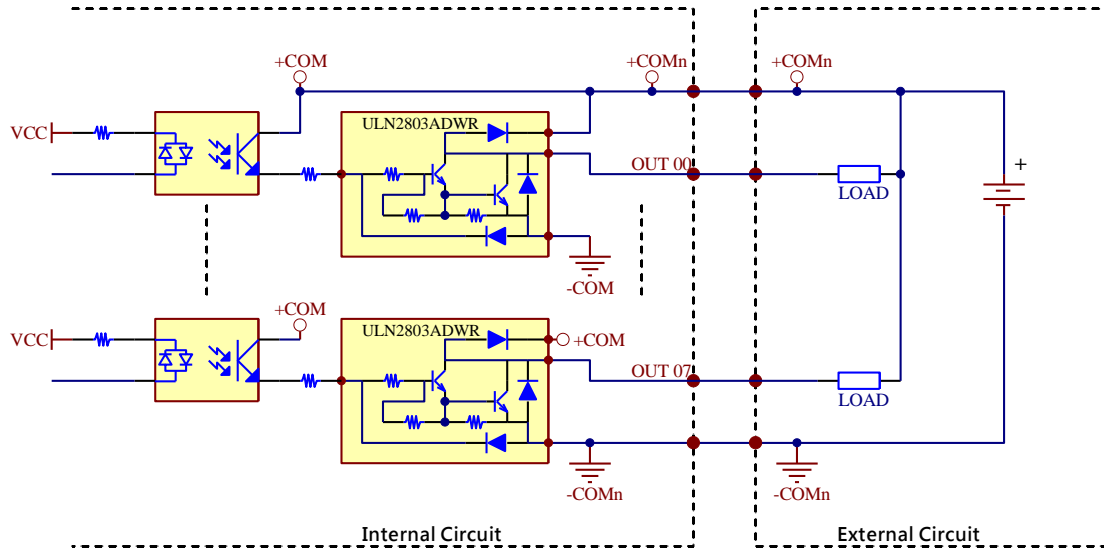 +COM
+COMn
+COMn
VCC
ULN2803ADWR
OUT 00
LOAD
+
-COM
+COM
VCC
ULN2803ADWR
+COM
OUT 07
LOAD
-COMn
-COMn
Internal Circuit
External Circuit